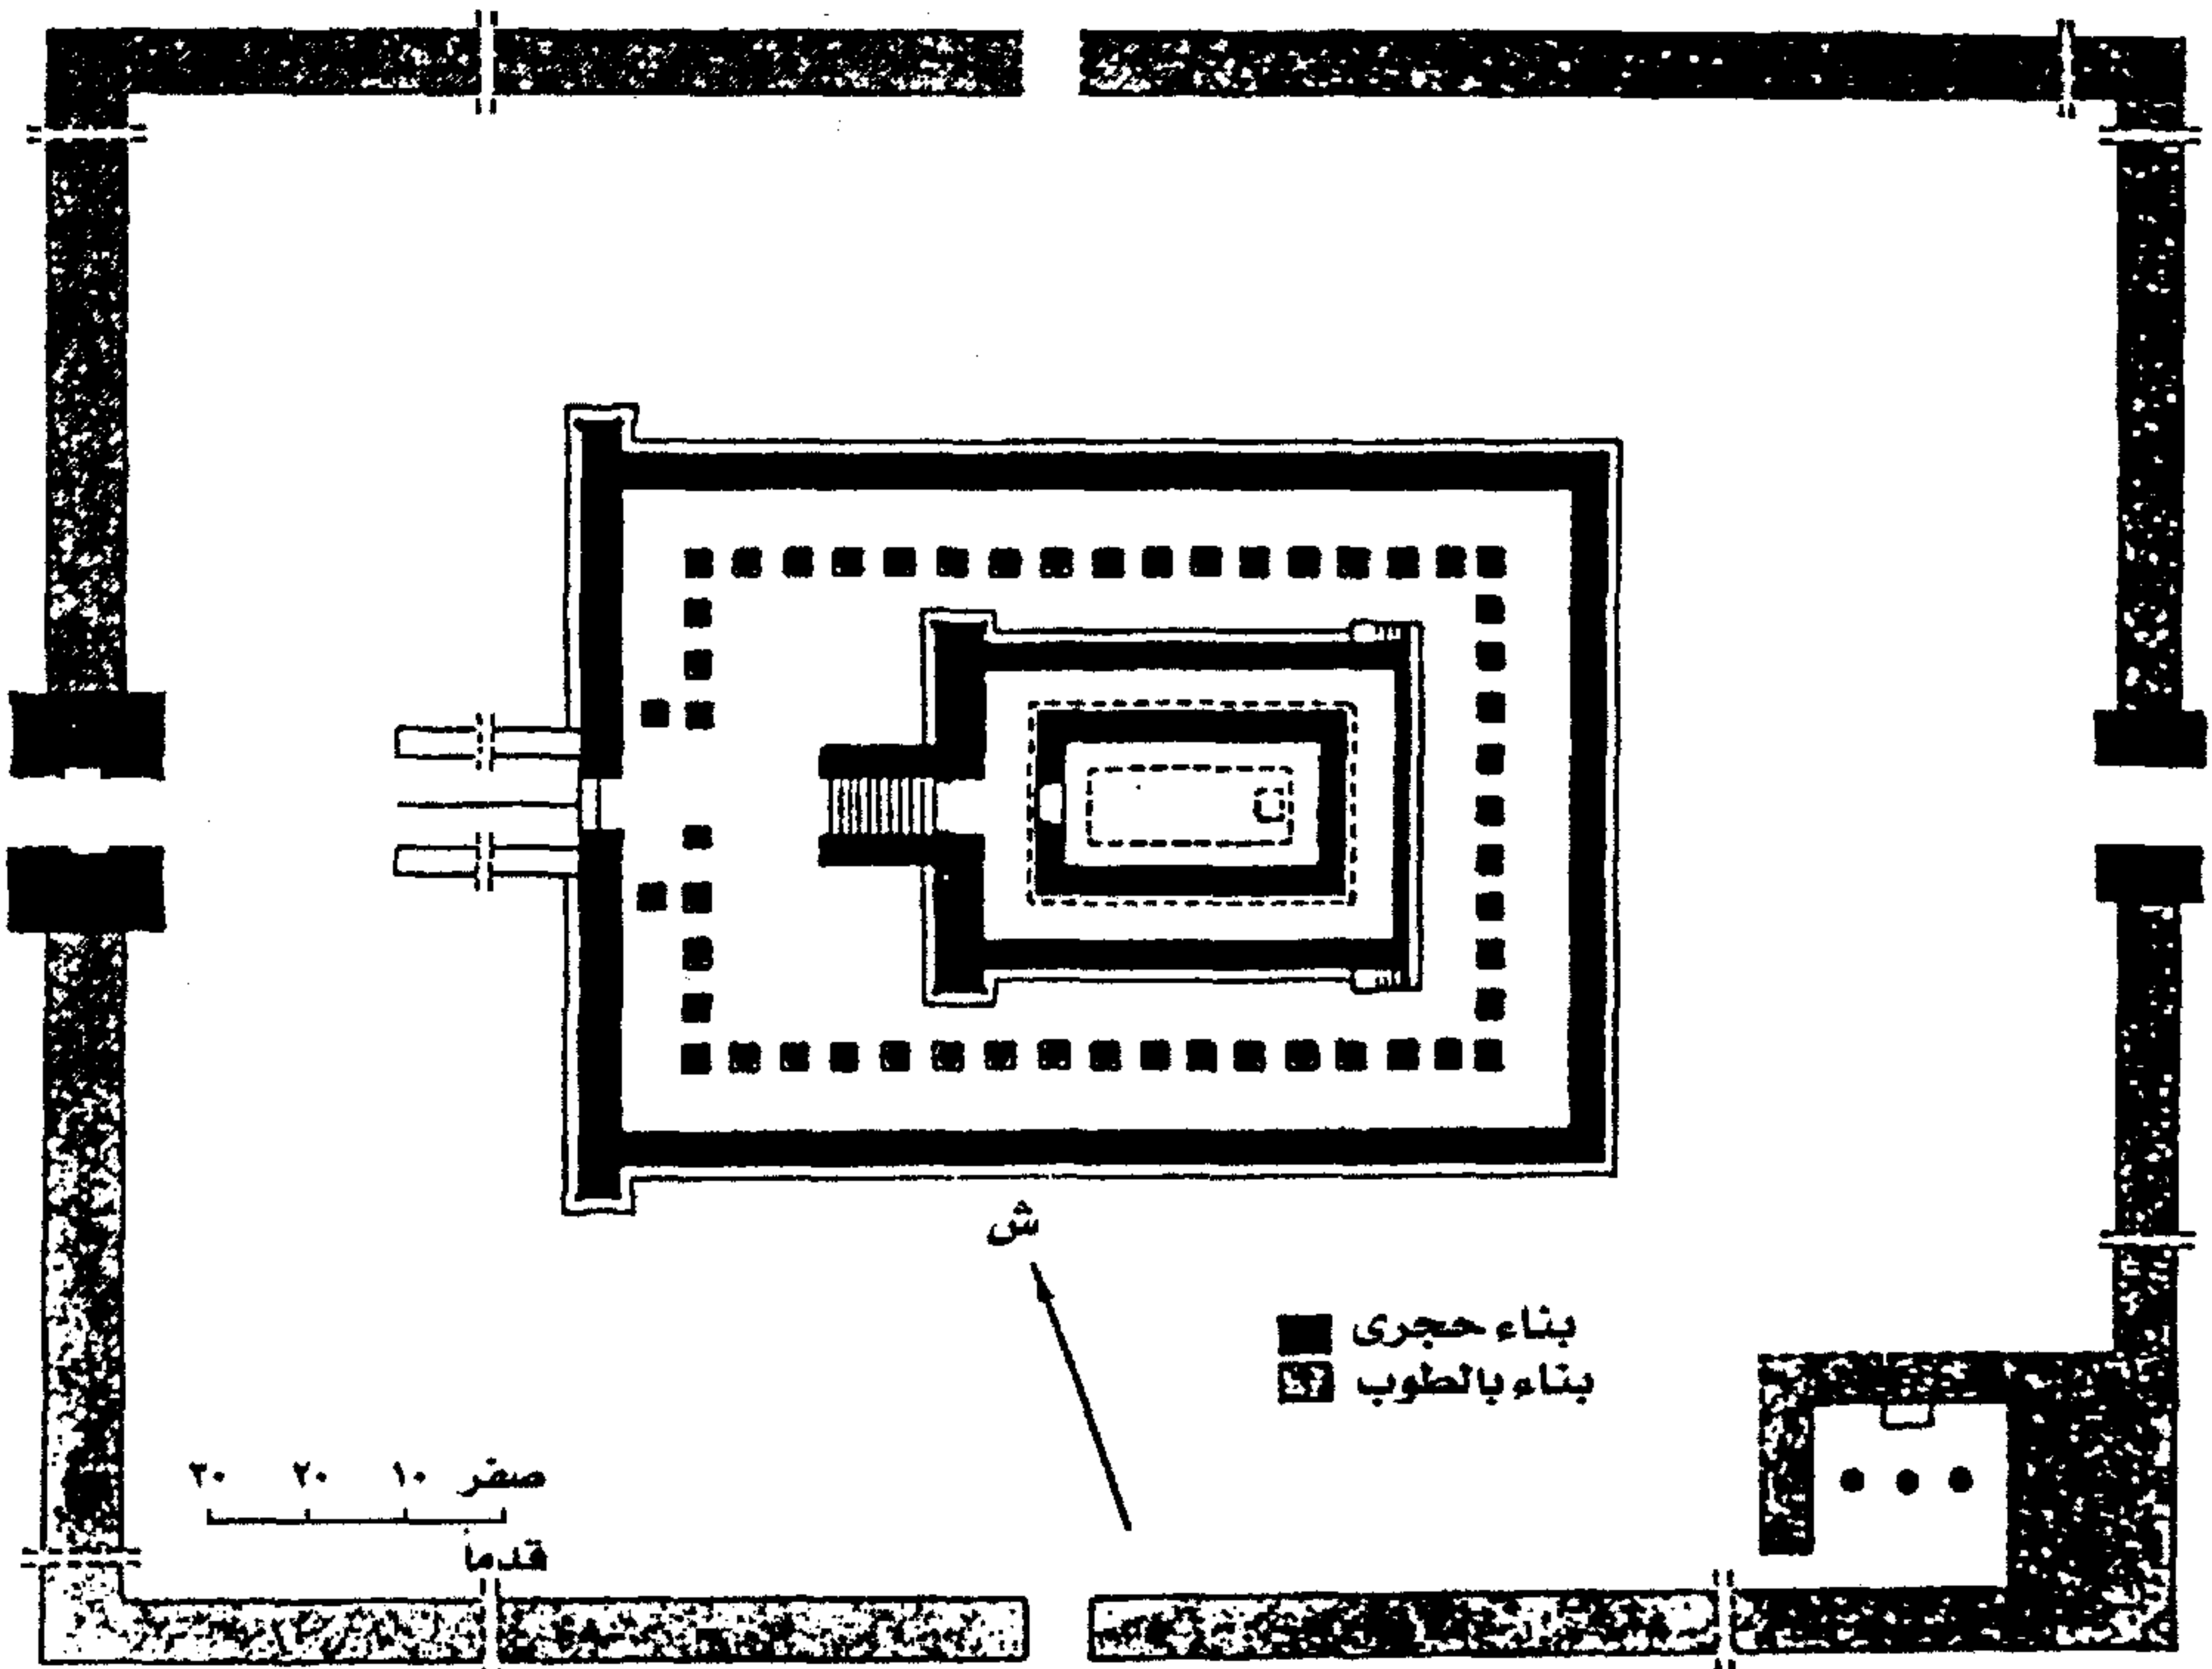 ش
بناء حجرى
بناء بالطوب
صفر ١٠ ٢٠ ٣٠
قدماً